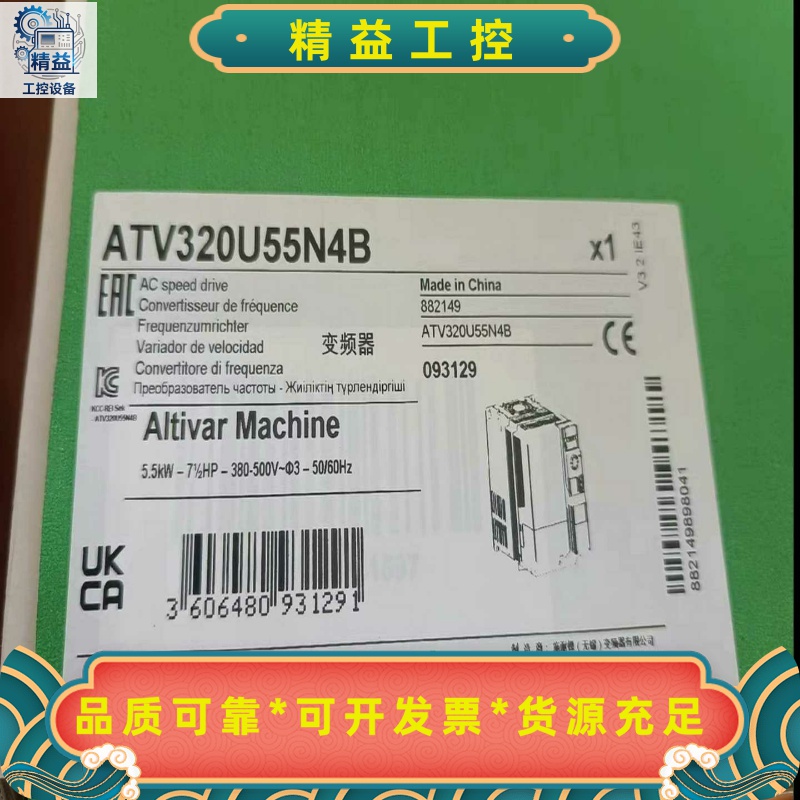 精益工控
精益
工控设备
ATV320U55N4B
x1
V3 2 IE43
EAC
AC speed drive
Convertisseur de fréquence
Frequenzumrichter
Variador de velocidad
变频器
Convertitore di frequenza
Преобразователь частоты - Жиіліктің түрлендіргіші
Made in China
882149
ATV320U55N4B
CE
093129
-ATV320U55N4B
Altivar Machine
5.5kW – 7½HP – 380-500V~Φ3 – 50/60Hz
UK
CA
3 606480 931291
882149898041
品质可靠*可开发票*货源充足